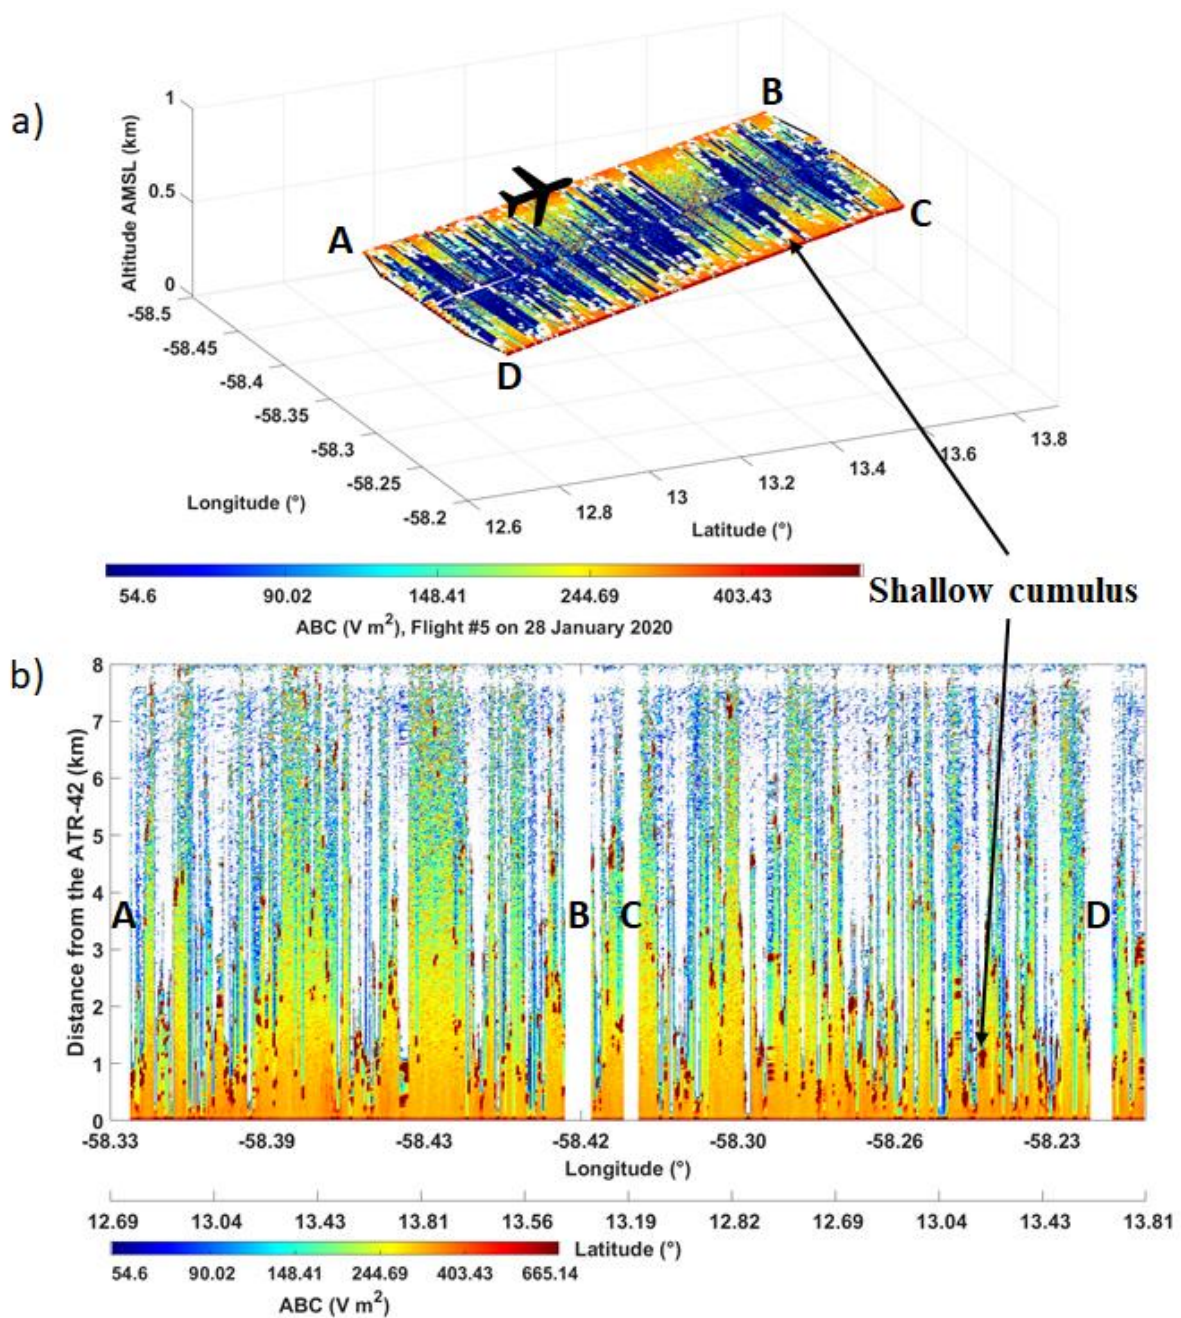 a)
Altitude AMSL (km)
1
0.5
0
A
B
C
D
-58.5
-58.45
-58.4
-58.35
-58.3
-58.25
-58.2
Longitude (°)
12.6
12.8
13
13.2
13.4
13.6
13.8
Latitude (°)
54.6 90.02 148.41 244.69 403.43
ABC (V m²), Flight #5 on 28 January 2020
Shallow cumulus
b)
Distance from the ATR-42 (km)
8
7
6
5
4
3
2
1
0
A B C D
-58.33 -58.39 -58.43 -58.42 -58.30 -58.26 -58.23
Longitude (°)
12.69 13.04 13.43 13.81 13.56 13.19 12.82 12.69 13.04 13.43 13.81
Latitude (°)
54.6 90.02 148.41 244.69 403.43 665.14
ABC (V m²)